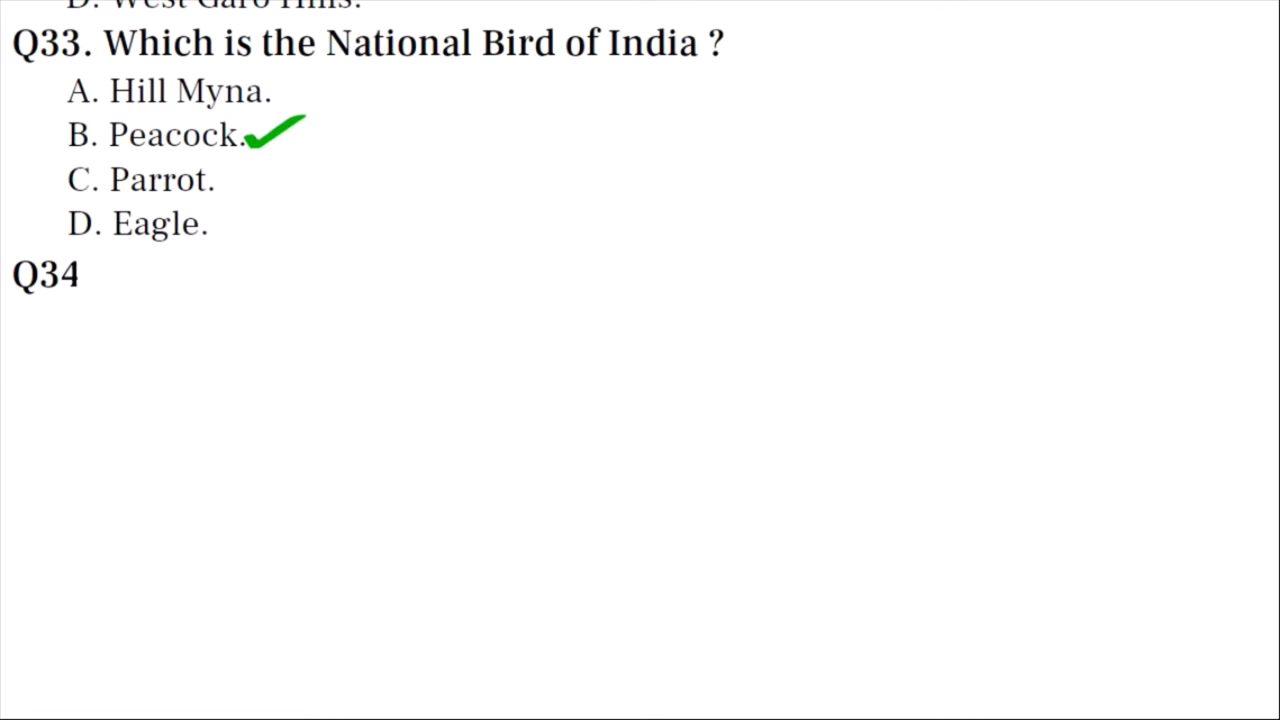 D. West Garo Hills.
Q33. Which is the National Bird of India ?
A. Hill Myna.
B. Peacock.
C. Parrot.
D. Eagle.
Q34